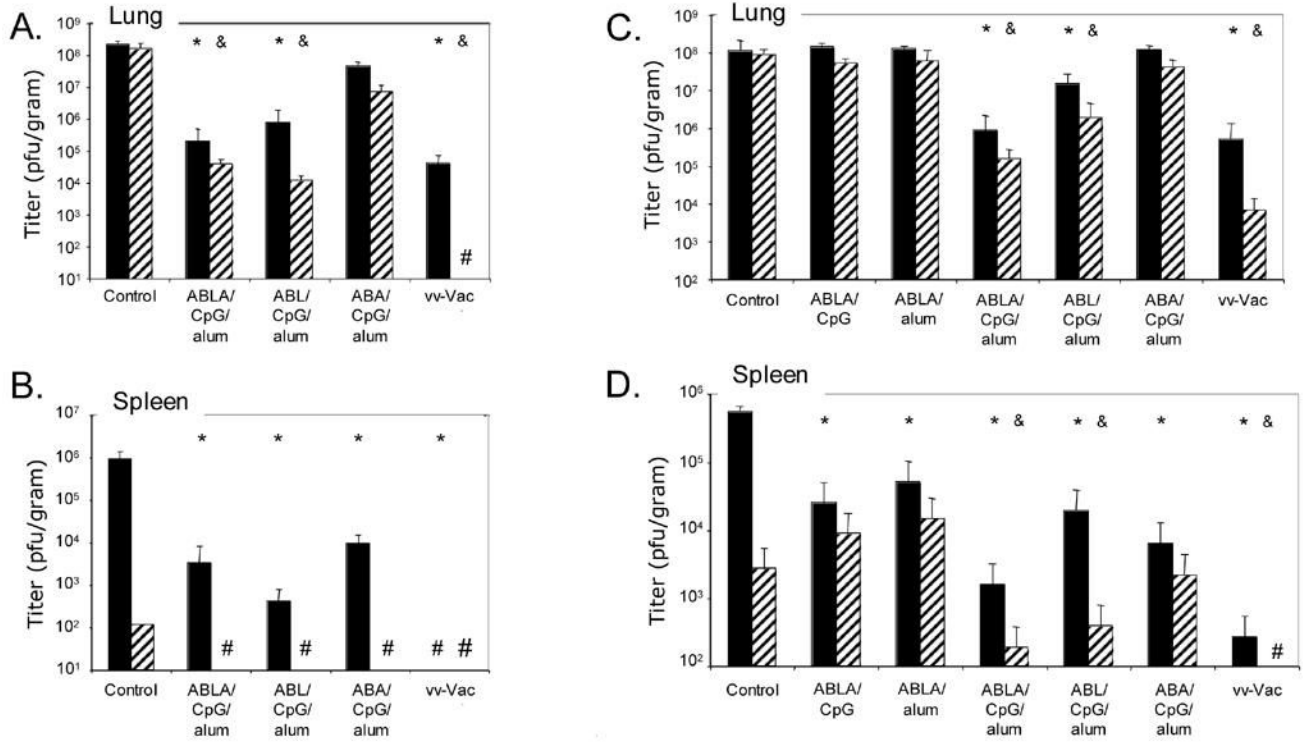 A.
Lung
Titer (pfu/gram)
10⁹
10⁸
10⁷
10⁶
10⁵
10⁴
10³
10²
10¹
* & * & * &
#
Control ABLA/ ABL/ ABA/ vv-Vac
CpG/ CpG/ CpG/
alum alum alum
B.
Spleen
Titer (pfu/gram)
10⁷
10⁶
10⁵
10⁴
10³
10²
10¹
* * * *
# # # # #
Control ABLA/ ABL/ ABA/ vv-Vac
CpG/ CpG/ CpG/
alum alum alum
C.
Lung
Titer (pfu/gram)
10⁹
10⁸
10⁷
10⁶
10⁵
10⁴
10³
10²
* & * & * &
Control ABLA/ ABLA/ ABLA/ ABL/ ABA/ vv-Vac
CpG alum CpG/ CpG/ CpG/
alum alum alum
D.
Spleen
Titer (pfu/gram)
10⁶
10⁵
10⁴
10³
10²
* * * & * & * * &
#
Control ABLA/ ABLA/ ABLA/ ABL/ ABA/ vv-Vac
CpG alum CpG/ CpG/ CpG/
alum alum alum